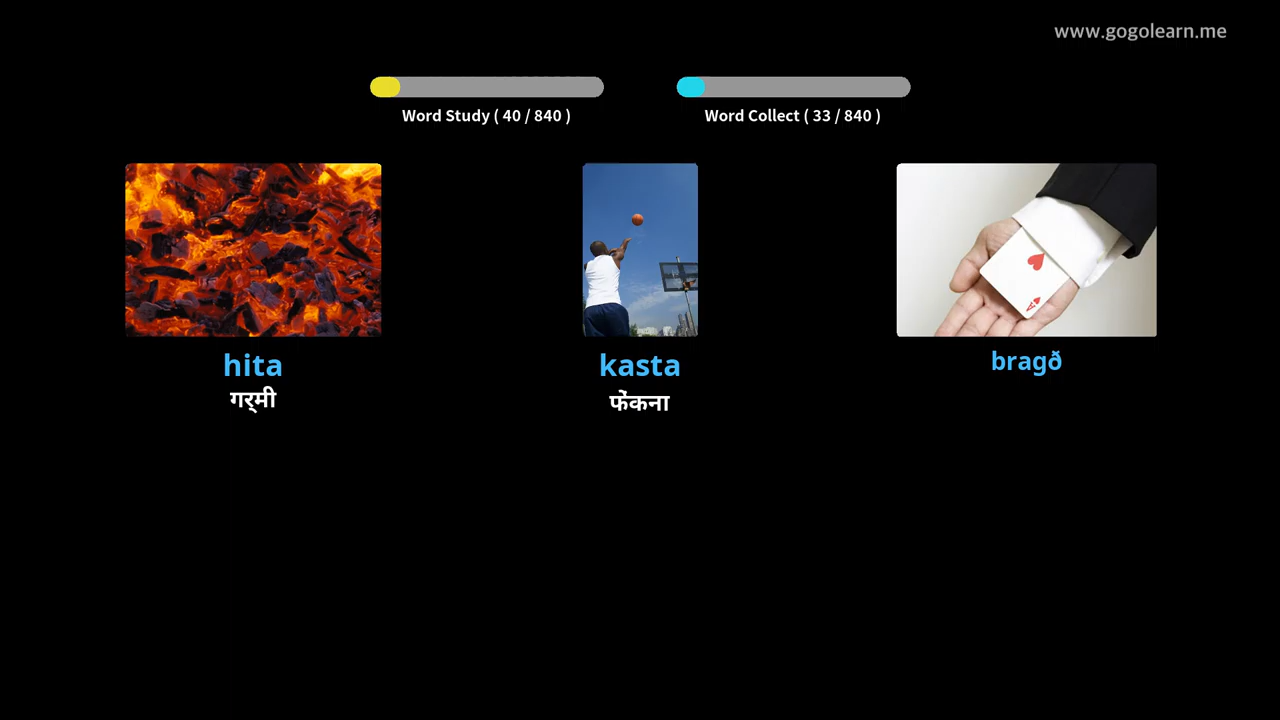 www.gogolearn.me
Word Study ( 40 / 840 )
Word Collect ( 33 / 840 )
hita
गर्मी
kasta
फेंकना
bragð